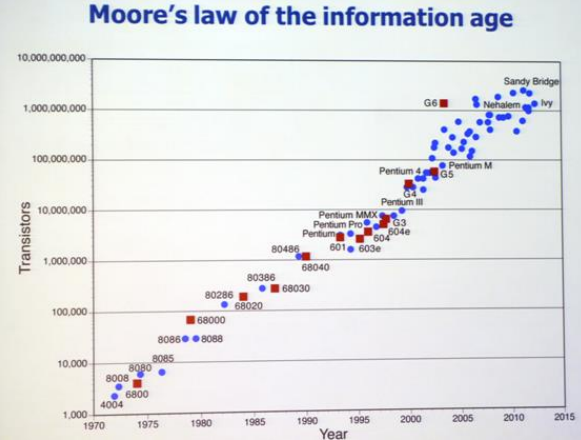 Moore's law of the information age
10,000,000,000
1,000,000,000
100,000,000
10,000,000
1,000,000
100,000
10,000
1,000
Transistors
Sandy Bridge
G6
Nehalem
Ivy
Pentium 4
Pentium M
G5
G4
Pentium III
Pentium MMX
Pentium Pro
G3
Pentium
604e
601
604
603e
80486
68040
80386
68030
80286
68020
68000
8086
8088
8085
8080
8008
6800
4004
1970 1975 1980 1985 1990 1995 2000 2005 2010 2015
Year